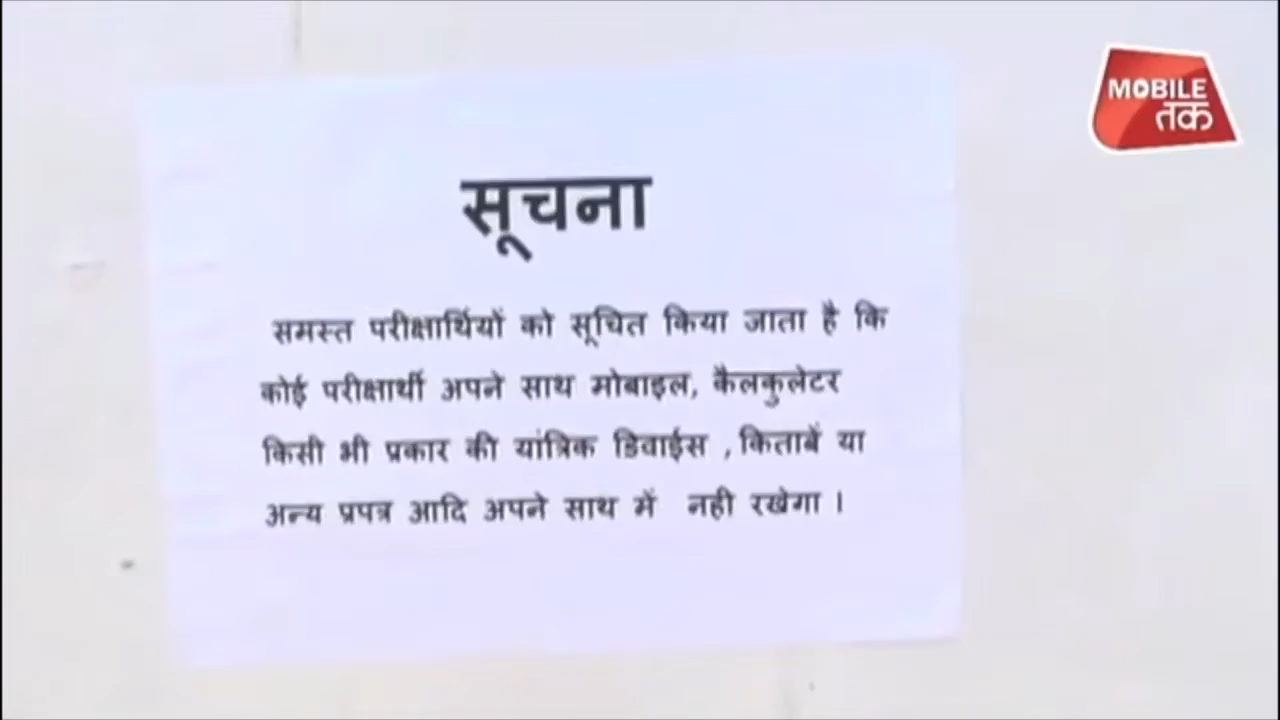 MOBILE
तक
सूचना
समस्त परीक्षार्थियों को सूचित किया जाता है कि
कोई परीक्षार्थी अपने साथ मोबाइल, कैलकुलेटर
किसी भी प्रकार की यांत्रिक डिवाईस ,किताबें या
अन्य प्रपत्र आदि अपने साथ में नही रखेगा ।